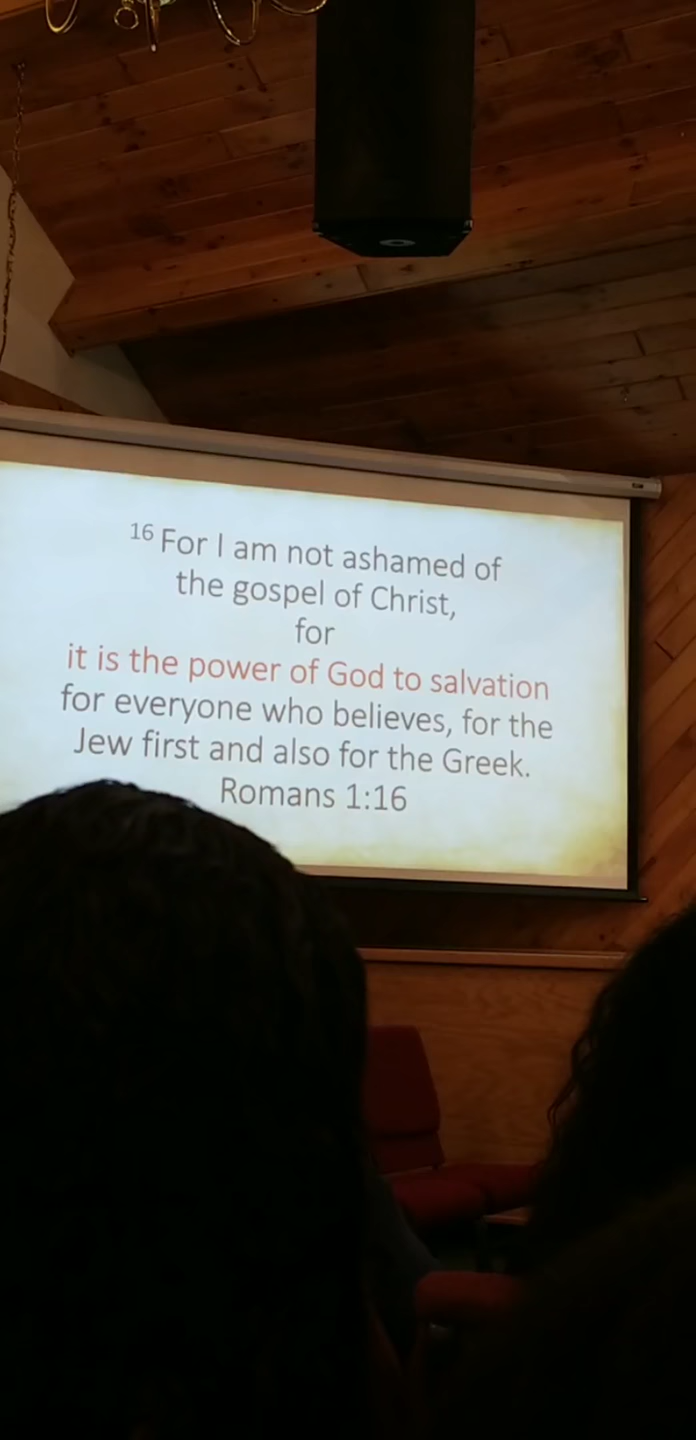 16 For I am not ashamed of
the gospel of Christ,
for
it is the power of God to salvation
for everyone who believes, for the
Jew first and also for the Greek.
Romans 1:16